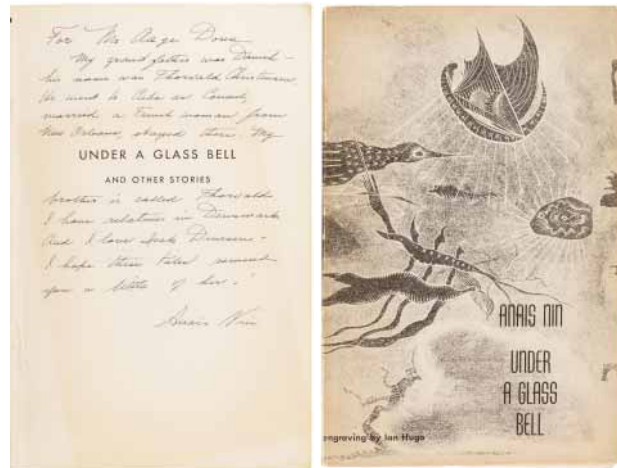 For Mr Aage
My grand father was Danish –
his name was Thorvald Christensen
He went to Cuba as Consul,
married a French woman from
New Orleans, stayed there. My
UNDER A GLASS BELL
AND OTHER STORIES
brother is called Thorvald
I have relatives in Denmark
And I love Isak Dinesen –
I hope these tales remind
you a little of her.
Anaïs Nin
ANAIS NIN
UNDER
A GLASS
BELL
engraving by Ian Hugo